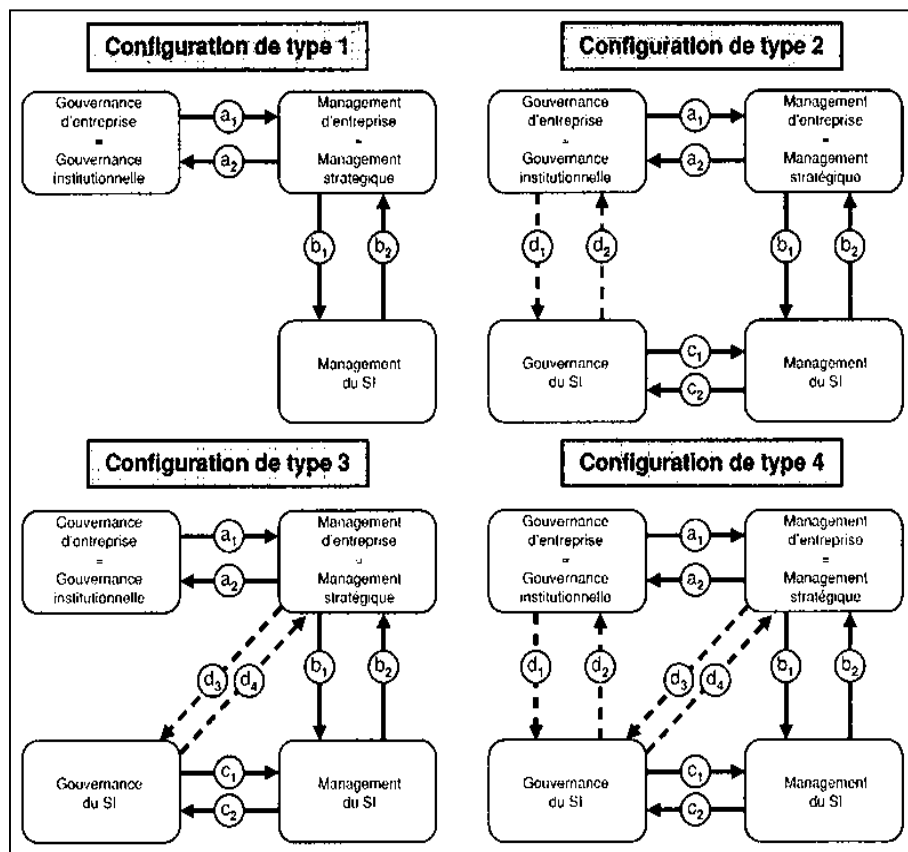 Configuration de type 1
Gouvernance
d'entreprise
=
Gouvernance
institutionnelle
a1
a2
Management
d'entreprise
=
Management
stratégique
b1
b2
Management
du SI
Configuration de type 2
Gouvernance
d'entreprise
=
Gouvernance
institutionnelle
a1
a2
Management
d'entreprise
=
Management
stratégique
d1
d2
b1
b2
Gouvernance
du SI
c1
c2
Management
du SI
Configuration de type 3
Gouvernance
d'entreprise
=
Gouvernance
institutionnelle
a1
a2
Management
d'entreprise
=
Management
stratégique
d3
d4
b1
b2
Gouvernance
du SI
c1
c2
Management
du SI
Configuration de type 4
Gouvernance
d'entreprise
=
Gouvernance
institutionnelle
a1
a2
Management
d'entreprise
=
Management
stratégique
d1
d2
d3
d4
b1
b2
Gouvernance
du SI
c1
c2
Management
du SI